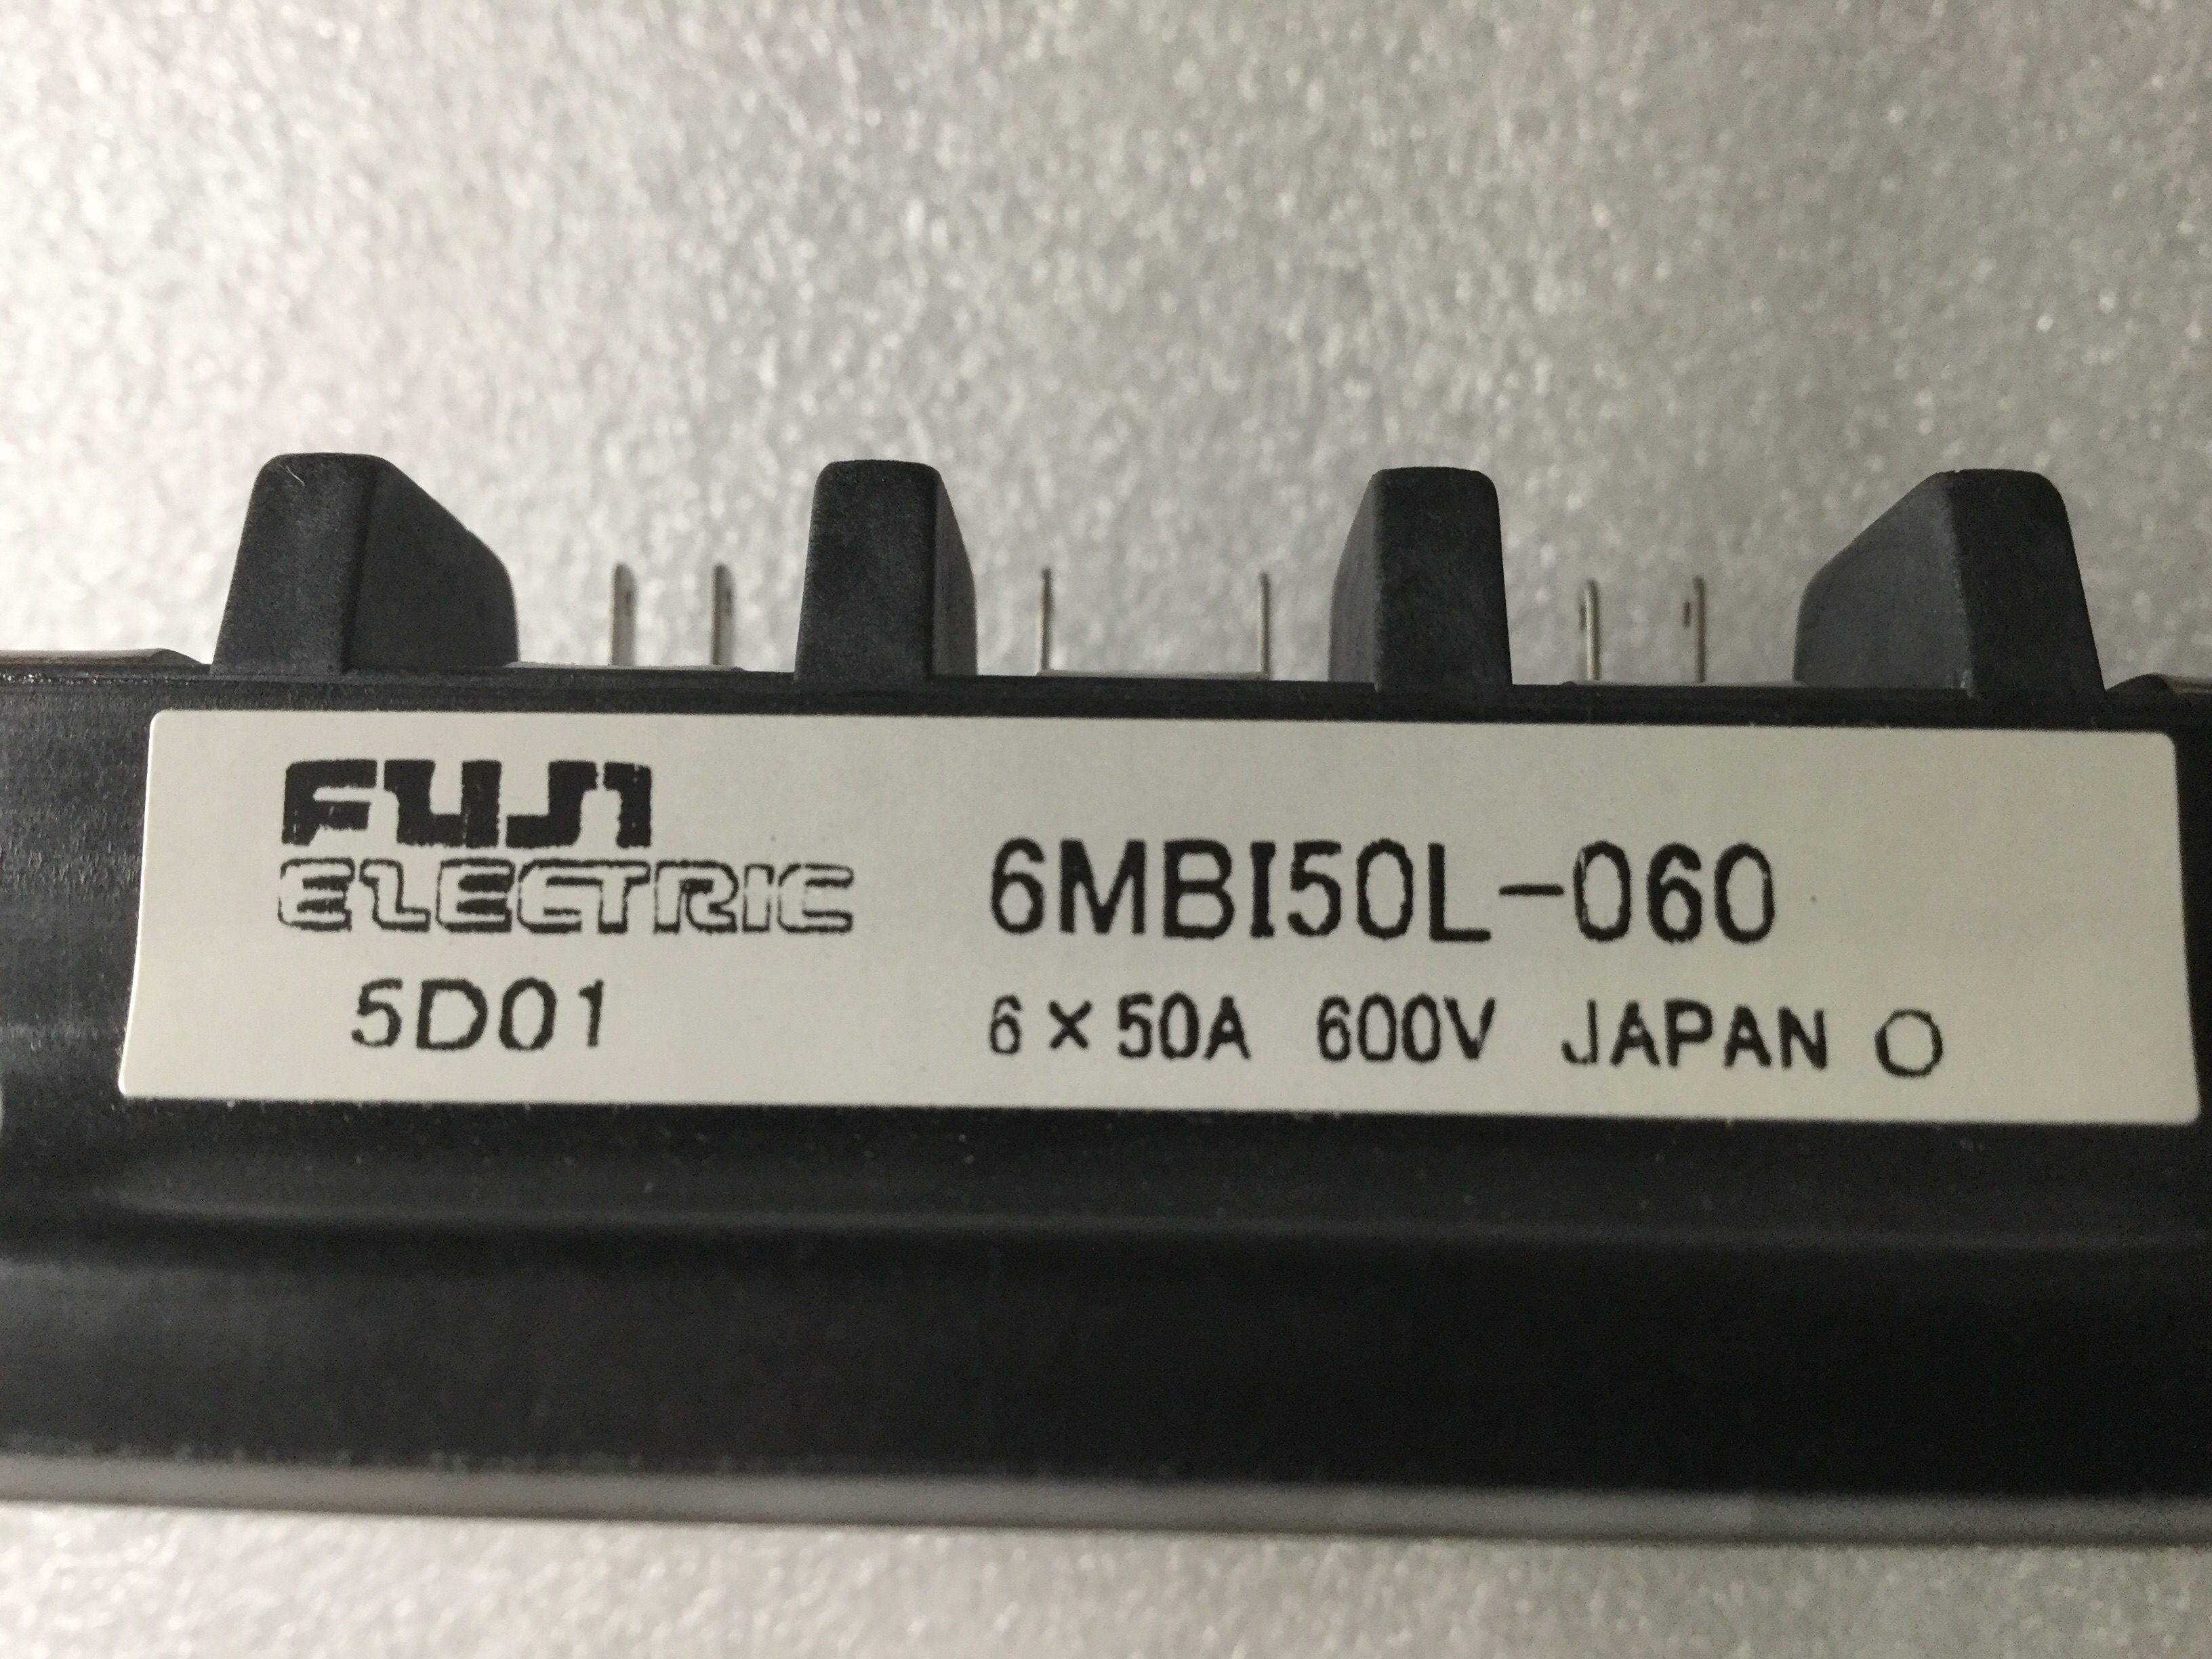 FUJI
ELECTRIC
6MBI50L-060
5D01
6×50A 600V JAPAN O